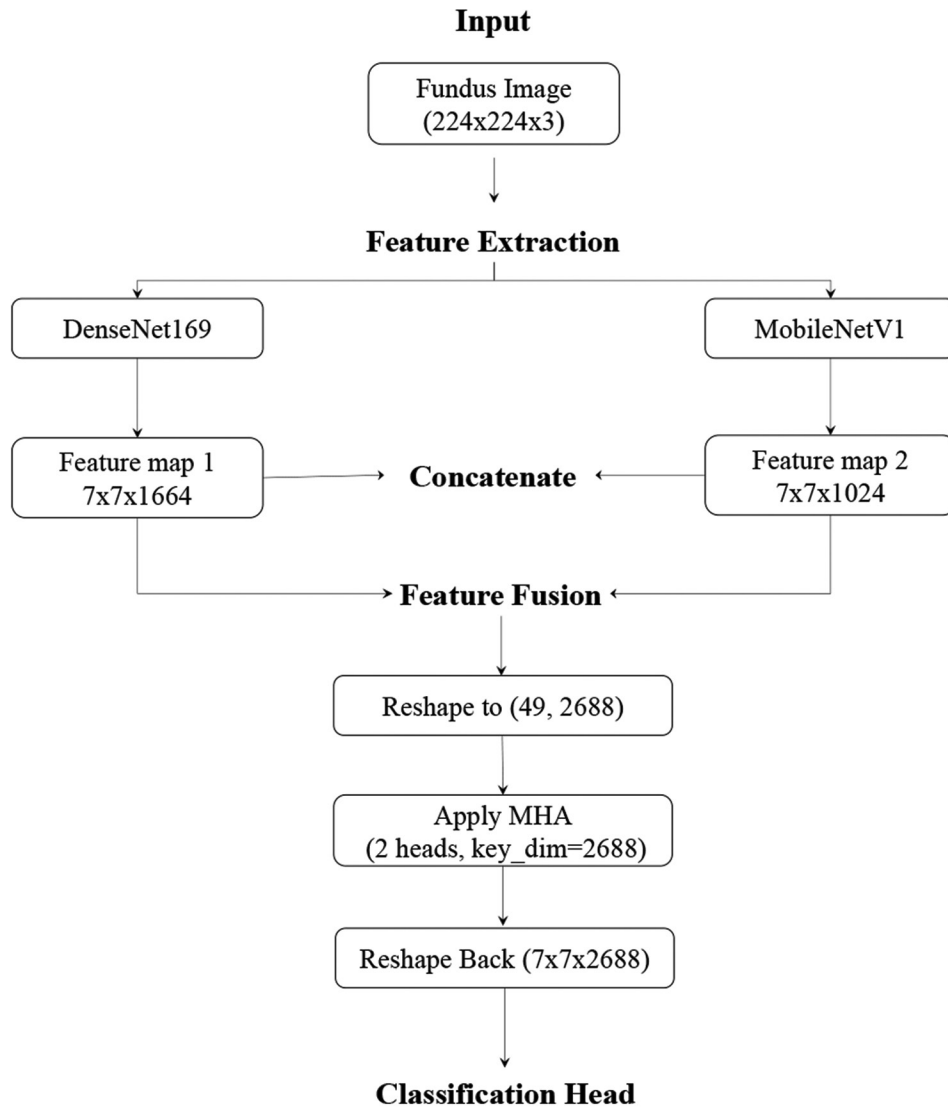 Input
Fundus Image
(224x224x3)
Feature Extraction
DenseNet169
MobileNetV1
Feature map 1
7x7x1664
Concatenate
Feature map 2
7x7x1024
Feature Fusion
Reshape to (49, 2688)
Apply MHA
(2 heads, key_dim=2688)
Reshape Back (7x7x2688)
Classification Head